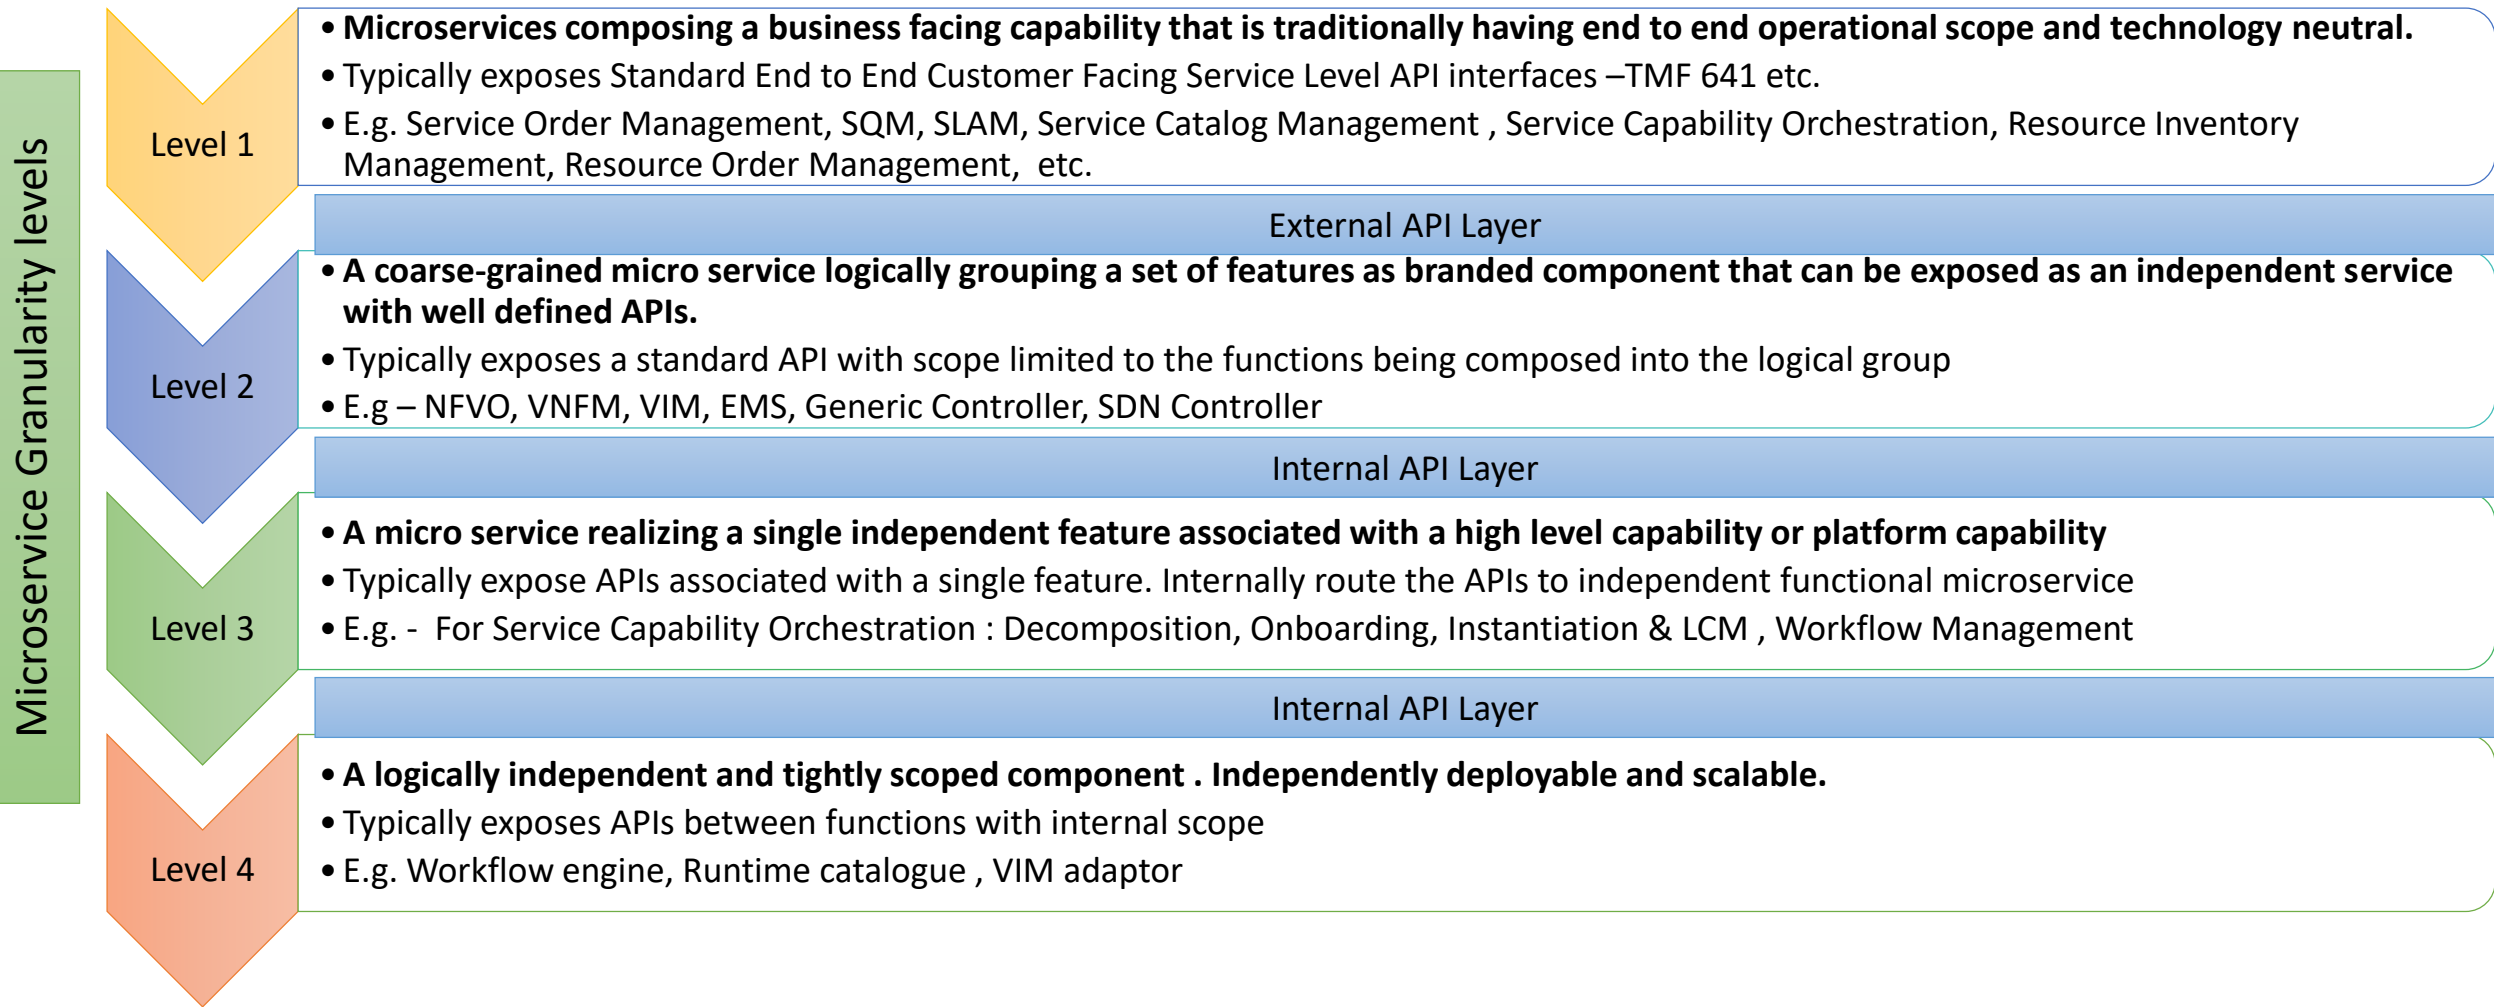 Microservice Granularity levels
Level 1
• Microservices composing a business facing capability that is traditionally having end to end operational scope and technology neutral.
• Typically exposes Standard End to End Customer Facing Service Level API interfaces –TMF 641 etc.
• E.g. Service Order Management, SQM, SLAM, Service Catalog Management , Service Capability Orchestration, Resource Inventory
Management, Resource Order Management, etc.
External API Layer
Level 2
• A coarse-grained micro service logically grouping a set of features as branded component that can be exposed as an independent service
with well defined APIs.
• Typically exposes a standard API with scope limited to the functions being composed into the logical group
• E.g – NFVO, VNFM, VIM, EMS, Generic Controller, SDN Controller
Internal API Layer
Level 3
• A micro service realizing a single independent feature associated with a high level capability or platform capability
• Typically expose APIs associated with a single feature. Internally route the APIs to independent functional microservice
• E.g. - For Service Capability Orchestration : Decomposition, Onboarding, Instantiation & LCM , Workflow Management
Internal API Layer
Level 4
• A logically independent and tightly scoped component . Independently deployable and scalable.
• Typically exposes APIs between functions with internal scope
• E.g. Workflow engine, Runtime catalogue , VIM adaptor